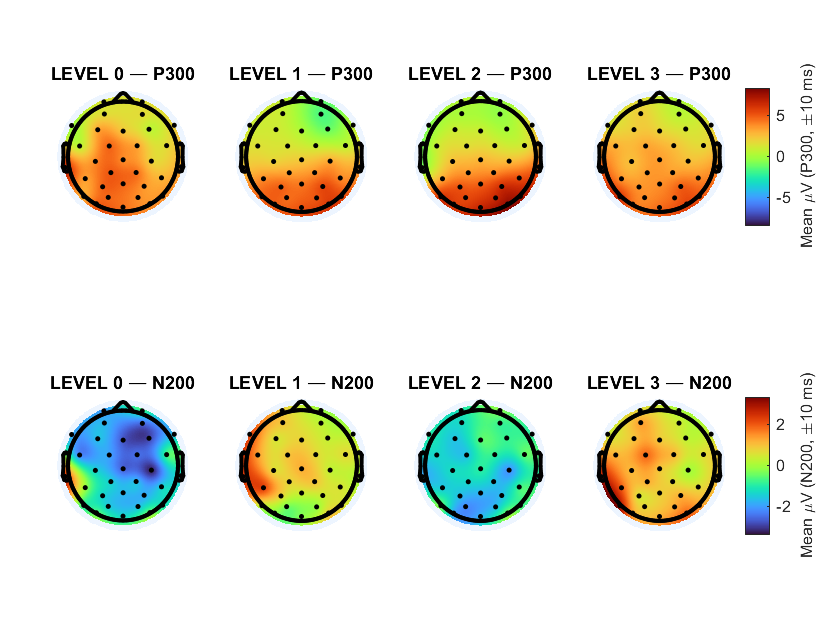 LEVEL 0 — P300
LEVEL 1 — P300
LEVEL 2 — P300
LEVEL 3 — P300
5
0
-5
Mean μV (P300, ±10 ms)
LEVEL 0 — N200
LEVEL 1 — N200
LEVEL 2 — N200
LEVEL 3 — N200
2
0
-2
Mean μV (N200, ±10 ms)